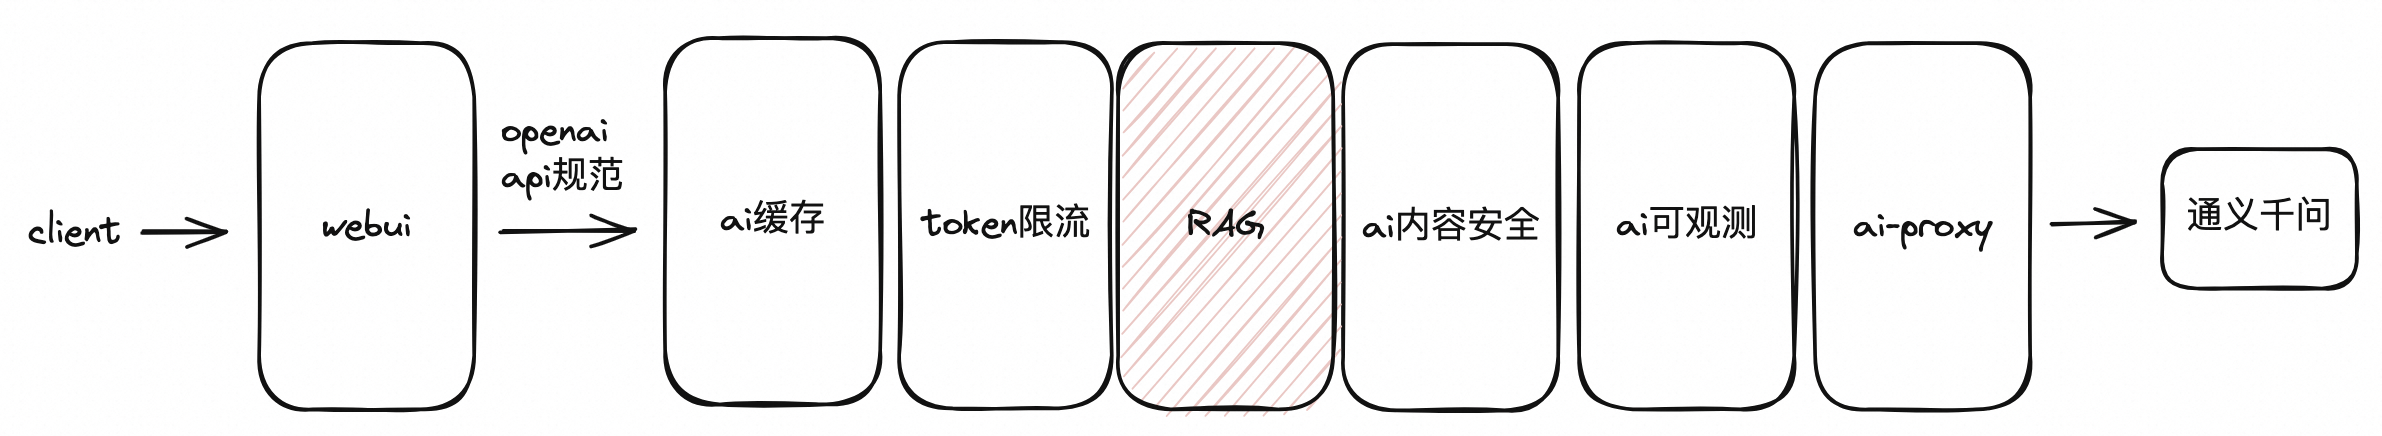 client
webui
openai
api规范
ai缓存
token限流
RAG
ai内容安全
ai可观测
ai-proxy
通义千问